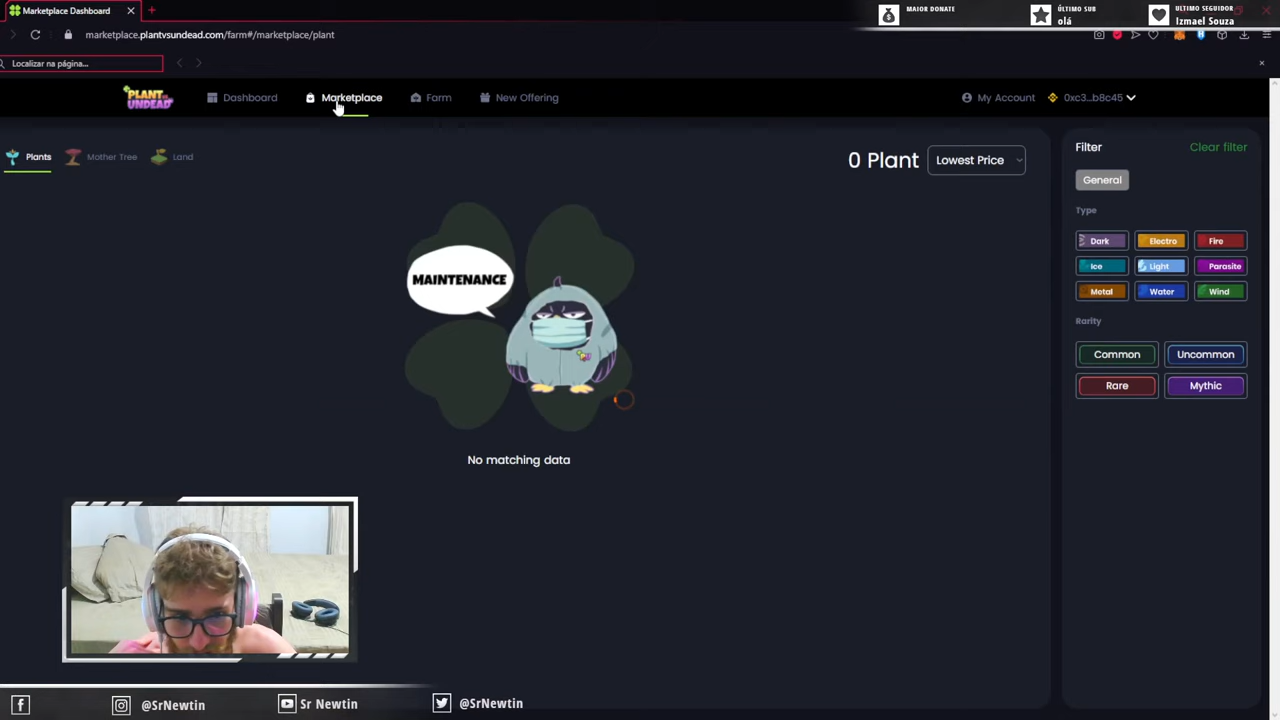 Marketplace Dashboard
MAIOR DONATE
ÚLTIMO SUB
olá
ÚLTIMO SEGUIDOR
Izmael Souza
marketplace.plantvsundead.com/farm#/marketplace/plant
Localizar na página...
PLANT UNDEAD
Dashboard
Marketplace
Farm
New Offering
My Account
0xc3...b8c45
Plants
Mother Tree
Land
0 Plant
Lowest Price
Filter
Clear filter
General
Type
Dark
Electro
Fire
Ice
Light
Parasite
Metal
Water
Wind
Rarity
Common
Uncommon
Rare
Mythic
MAINTENANCE
No matching data
@SrNewtin
Sr Newtin
@SrNewtin